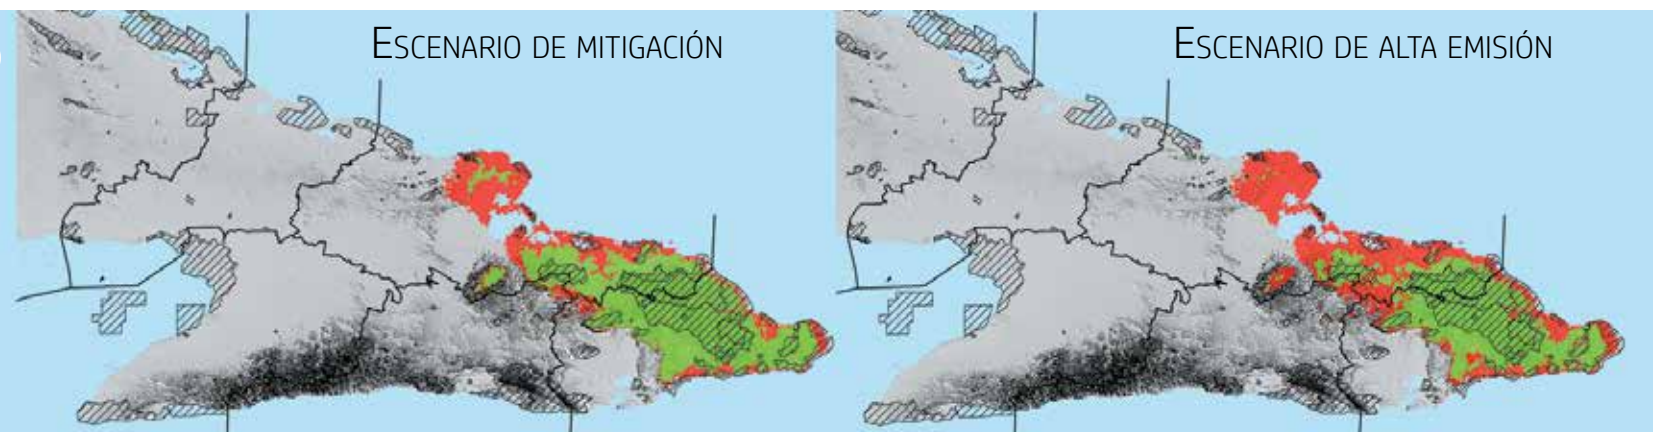 ESCENARIO DE MITIGACIÓN
ESCENARIO DE ALTA EMISIÓN